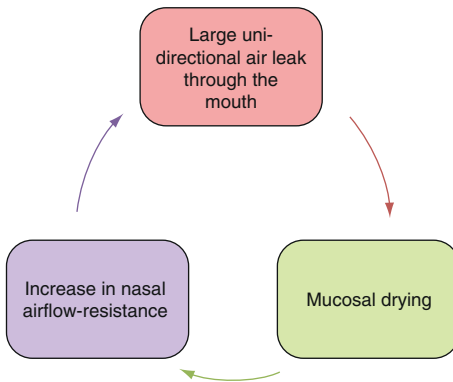 Large uni-
directional air leak
through the
mouth
Increase in nasal
airflow-resistance
Mucosal drying